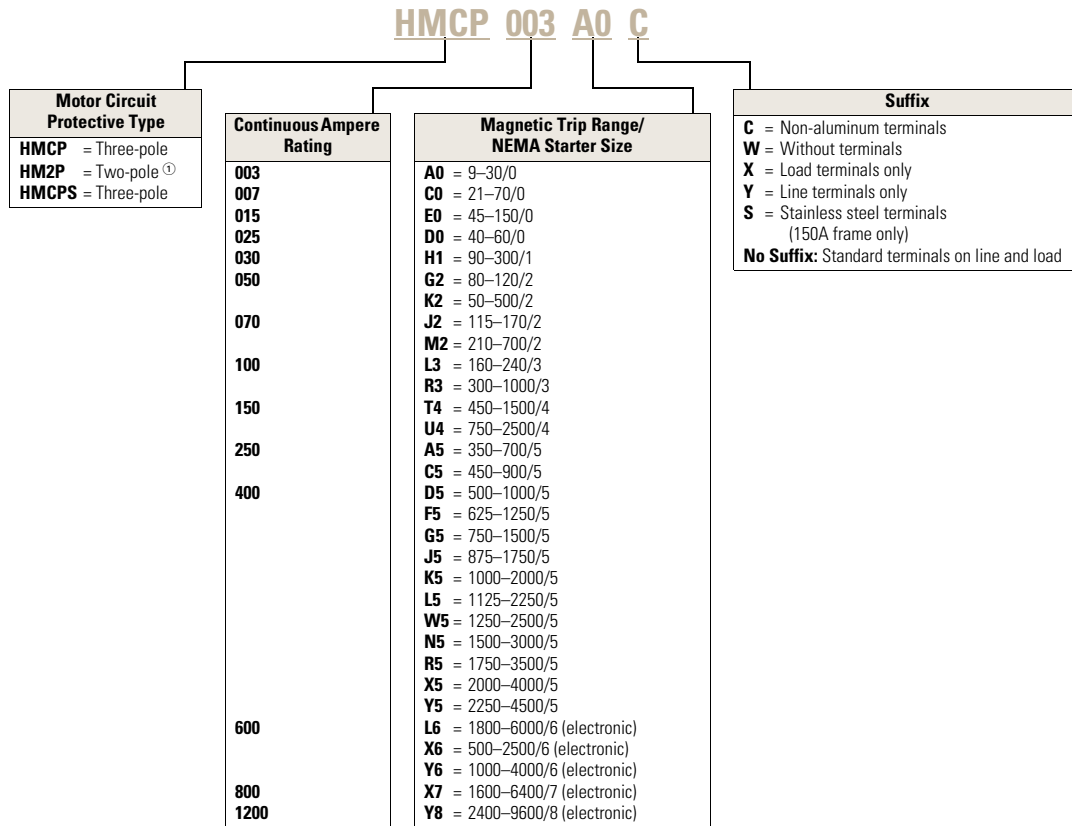 HMCP 003 A0 C
Motor Circuit
Protective Type
HMCP = Three-pole
HM2P = Two-pole ①
HMCPS = Three-pole
Continuous Ampere
Rating
003
007
015
025
030
050
070
100
150
250
400
600
800
1200
Magnetic Trip Range/
NEMA Starter Size
A0 = 9–30/0
C0 = 21–70/0
E0 = 45–150/0
D0 = 40–60/0
H1 = 90–300/1
G2 = 80–120/2
K2 = 50–500/2
J2 = 115–170/2
M2 = 210–700/2
L3 = 160–240/3
R3 = 300–1000/3
T4 = 450–1500/4
U4 = 750–2500/4
A5 = 350–700/5
C5 = 450–900/5
D5 = 500–1000/5
F5 = 625–1250/5
G5 = 750–1500/5
J5 = 875–1750/5
K5 = 1000–2000/5
L5 = 1125–2250/5
W5 = 1250–2500/5
N5 = 1500–3000/5
R5 = 1750–3500/5
X5 = 2000–4000/5
Y5 = 2250–4500/5
L6 = 1800–6000/6 (electronic)
X6 = 500–2500/6 (electronic)
Y6 = 1000–4000/6 (electronic)
X7 = 1600–6400/7 (electronic)
Y8 = 2400–9600/8 (electronic)
Suffix
C = Non-aluminum terminals
W = Without terminals
X = Load terminals only
Y = Line terminals only
S = Stainless steel terminals
(150A frame only)
No Suffix: Standard terminals on line and load